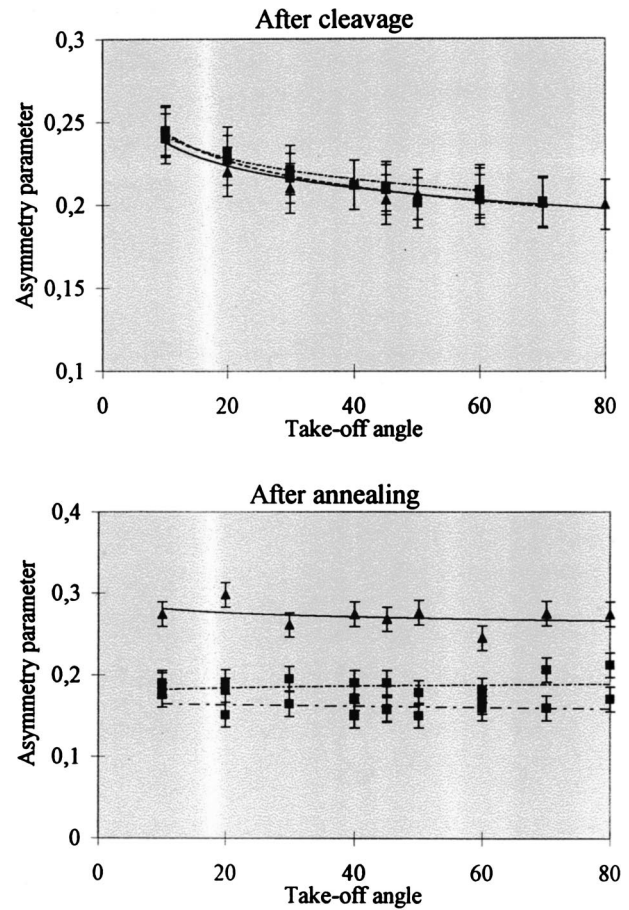 After cleavage
0,3
0,25
0,2
0,15
0,1
Asymmetry parameter
0 20 40 60 80
Take-off angle
After annealing
0,4
0,3
0,2
0,1
0
Asymmetry parameter
0 20 40 60 80
Take-off angle